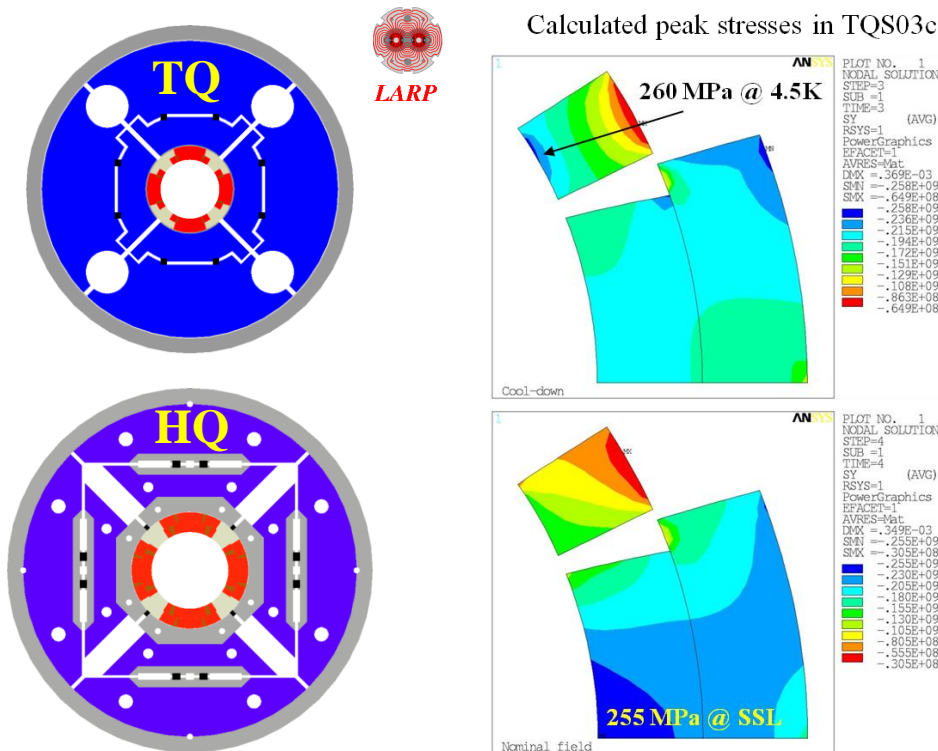 TQ
LARP
HQ
Calculated peak stresses in TQS03c
1
ANSYS
260 MPa @ 4.5K
MX
MN
Cool-down
PLOT NO. 1
NODAL SOLUTION
STEP=3
SUB =1
TIME=3
SY (AVG)
RSYS=1
PowerGraphics
EFACET=1
AVRES=Mat
DMX =.369E-03
SMN =-.258E+09
SMX =-.649E+08
-.258E+09
-.236E+09
-.215E+09
-.194E+09
-.172E+09
-.151E+09
-.129E+09
-.108E+09
-.863E+08
-.649E+08
1
ANSYS
MX
255 MPa @ SSL
Nominal field
PLOT NO. 1
NODAL SOLUTION
STEP=4
SUB =1
TIME=4
SY (AVG)
RSYS=1
PowerGraphics
EFACET=1
AVRES=Mat
DMX =.349E-03
SMN =-.255E+09
SMX =-.305E+08
-.255E+09
-.230E+09
-.205E+09
-.180E+09
-.155E+09
-.130E+09
-.105E+09
-.805E+08
-.555E+08
-.305E+08